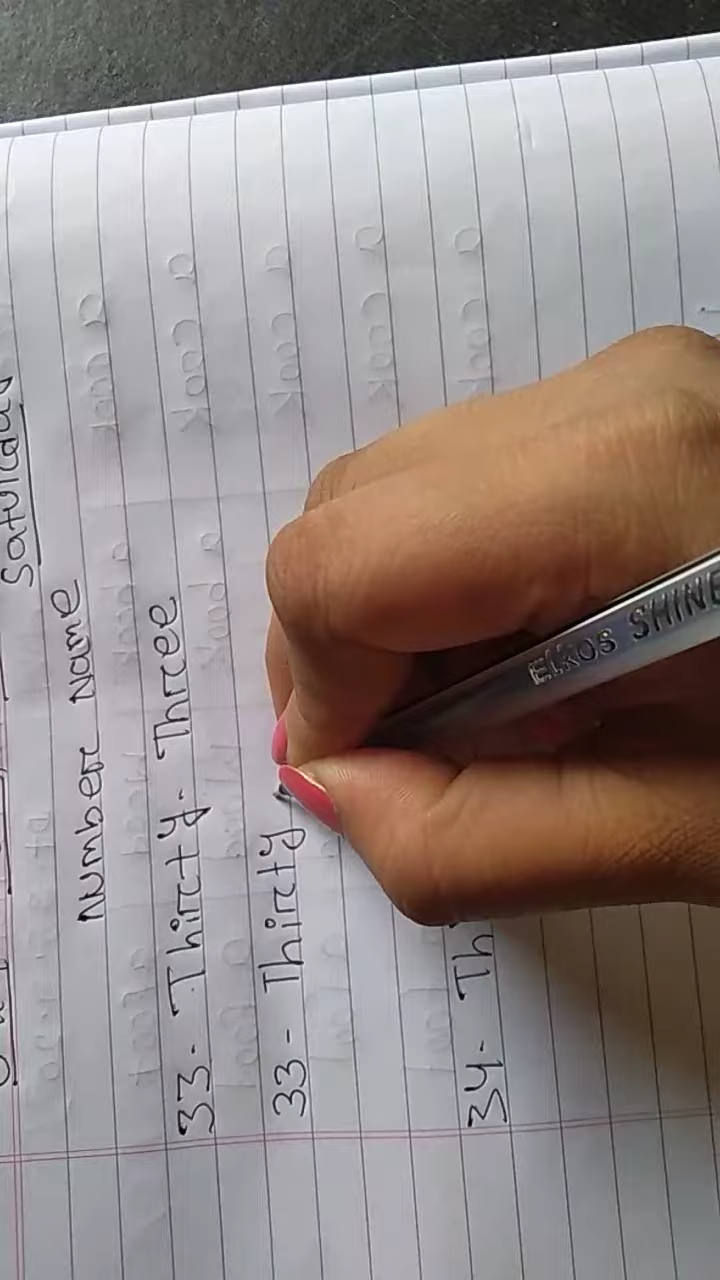 Saturday
Number Name
33. Thirty. Three
33 - Thirty
34. Th
ELKOS SHINE